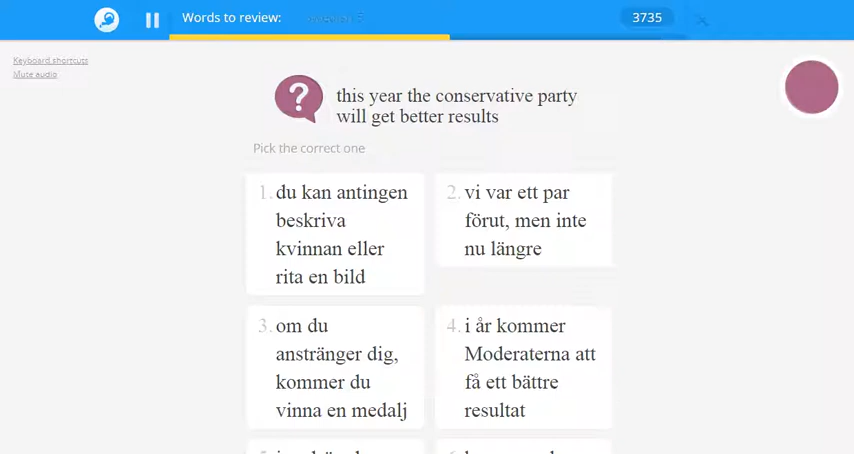 Words to review:
3735
Keyboard shortcuts
Mute audio
?
this year the conservative party
will get better results
Pick the correct one
1. du kan antingen
beskriva
kvinnan eller
rita en bild
2. vi var ett par
förut, men inte
nu längre
3. om du
anstränger dig,
kommer du
vinna en medalj
4. i år kommer
Moderaterna att
få ett bättre
resultat